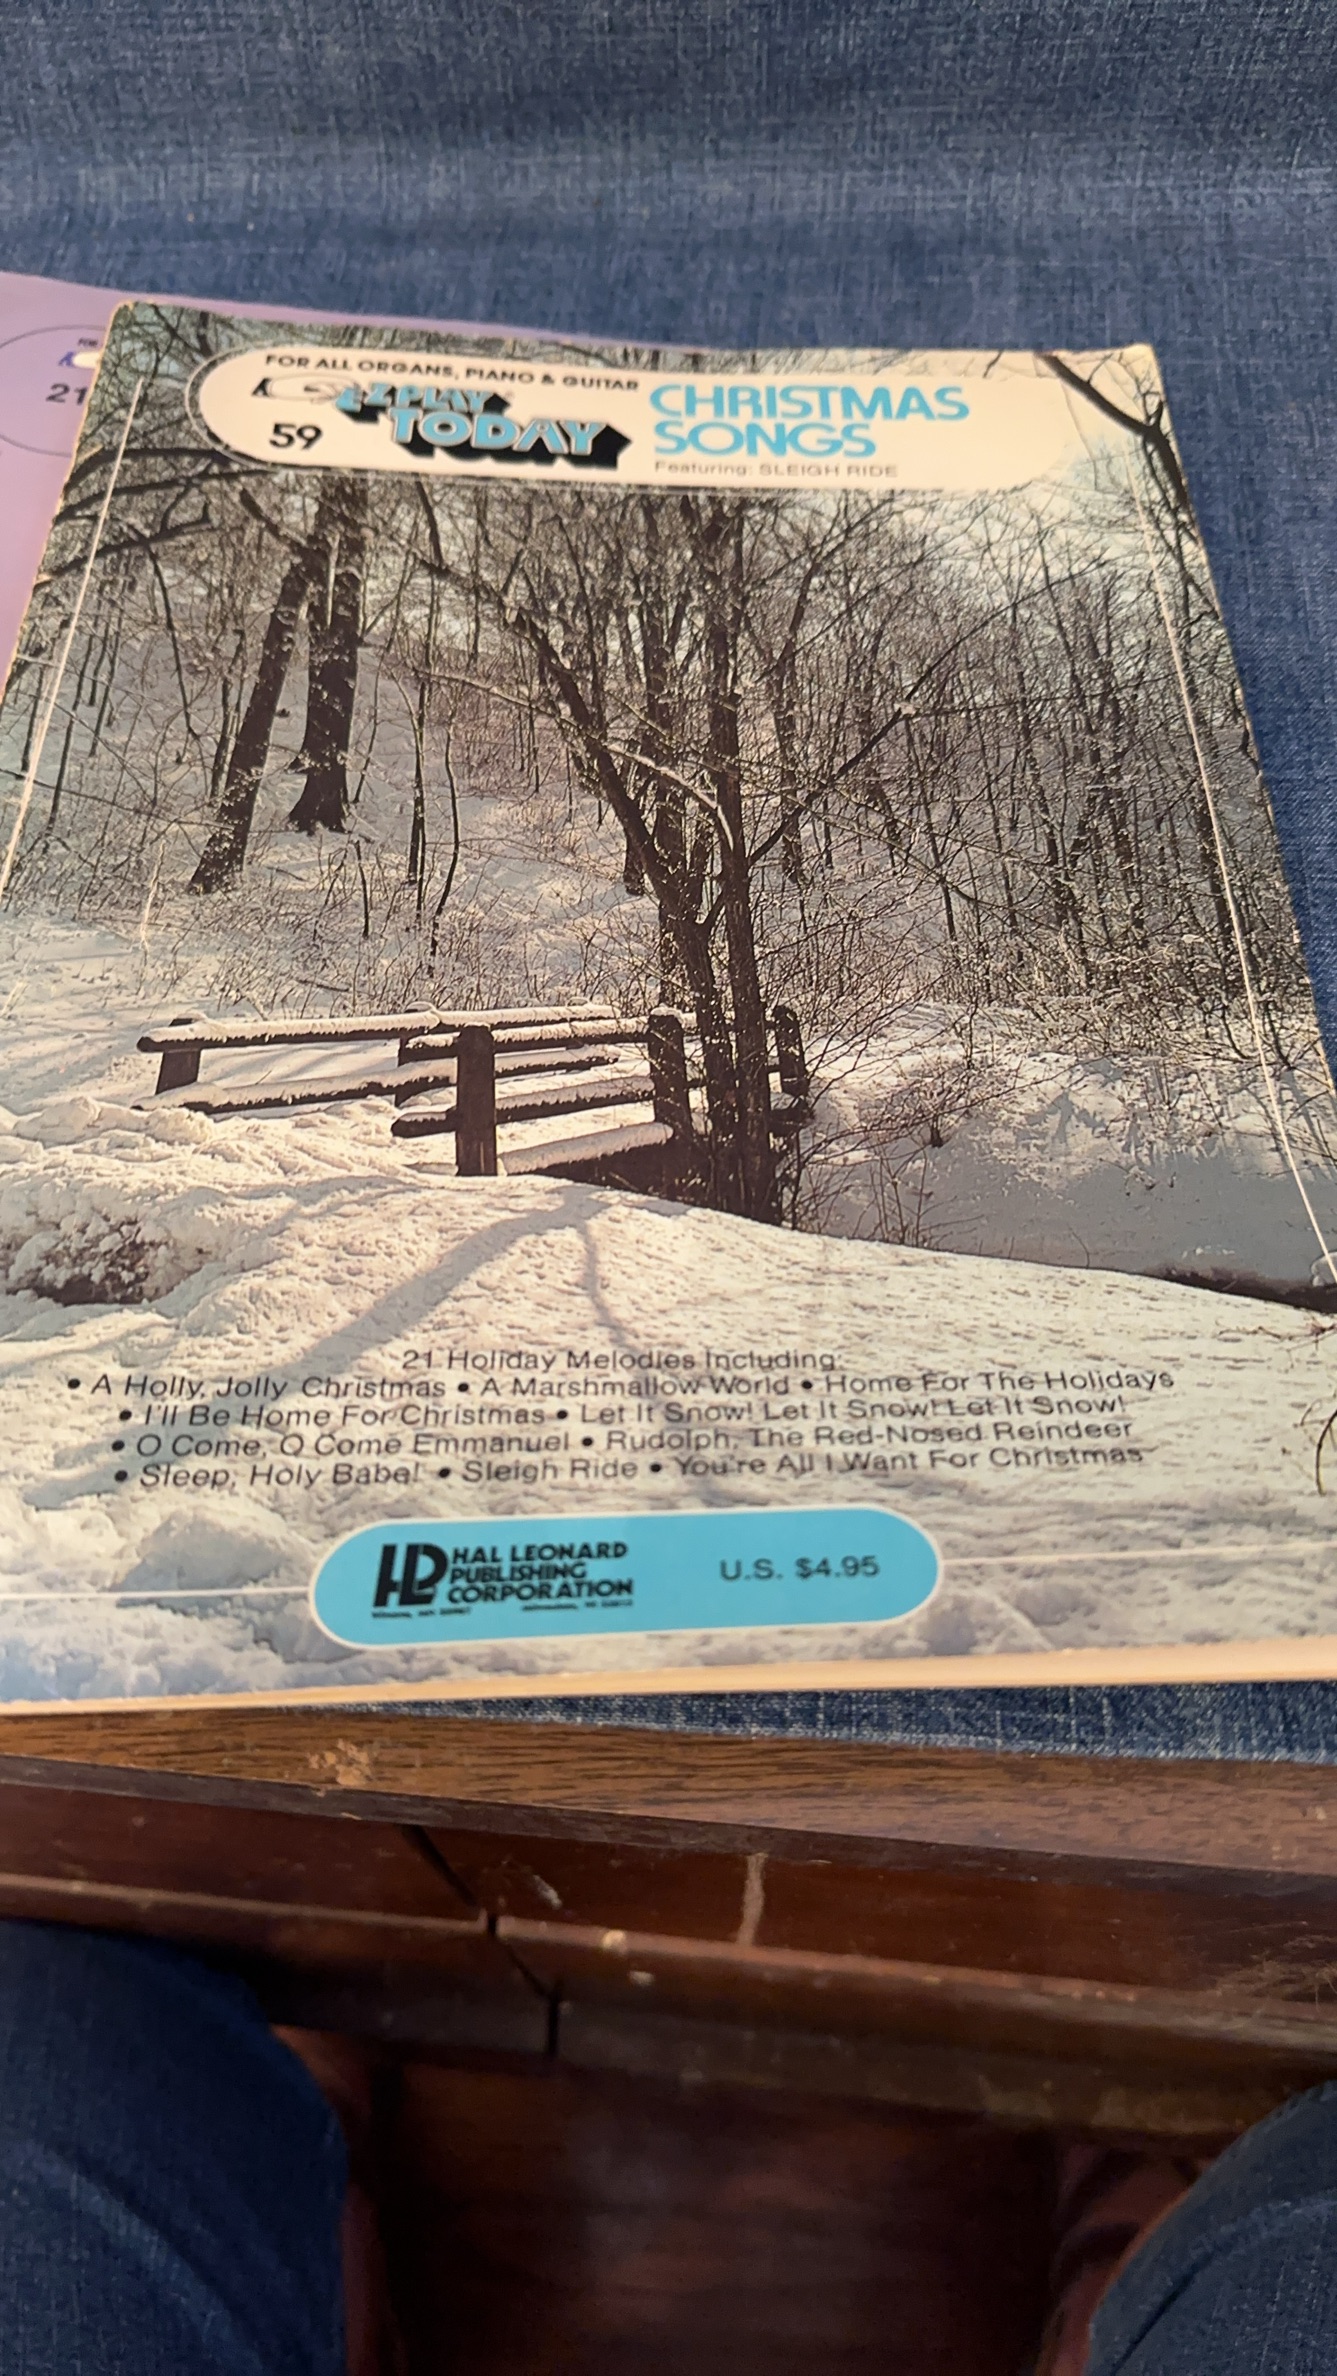 FOR ALL ORGANS, PIANO & GUITAR
E-Z PLAY
TODAY
59
CHRISTMAS
SONGS
Featuring: SLEIGH RIDE
21
21 Holiday Melodies Including:
• A Holly, Jolly Christmas • A Marshmallow World • Home For The Holidays
• I'll Be Home For Christmas • Let It Snow! Let It Snow! Let It Snow!
• O Come, O Come Emmanuel • Rudolph, The Red-Nosed Reindeer
• Sleep, Holy Babe! • Sleigh Ride • You're All I Want For Christmas
HAL LEONARD
PUBLISHING
CORPORATION
U.S. $4.95